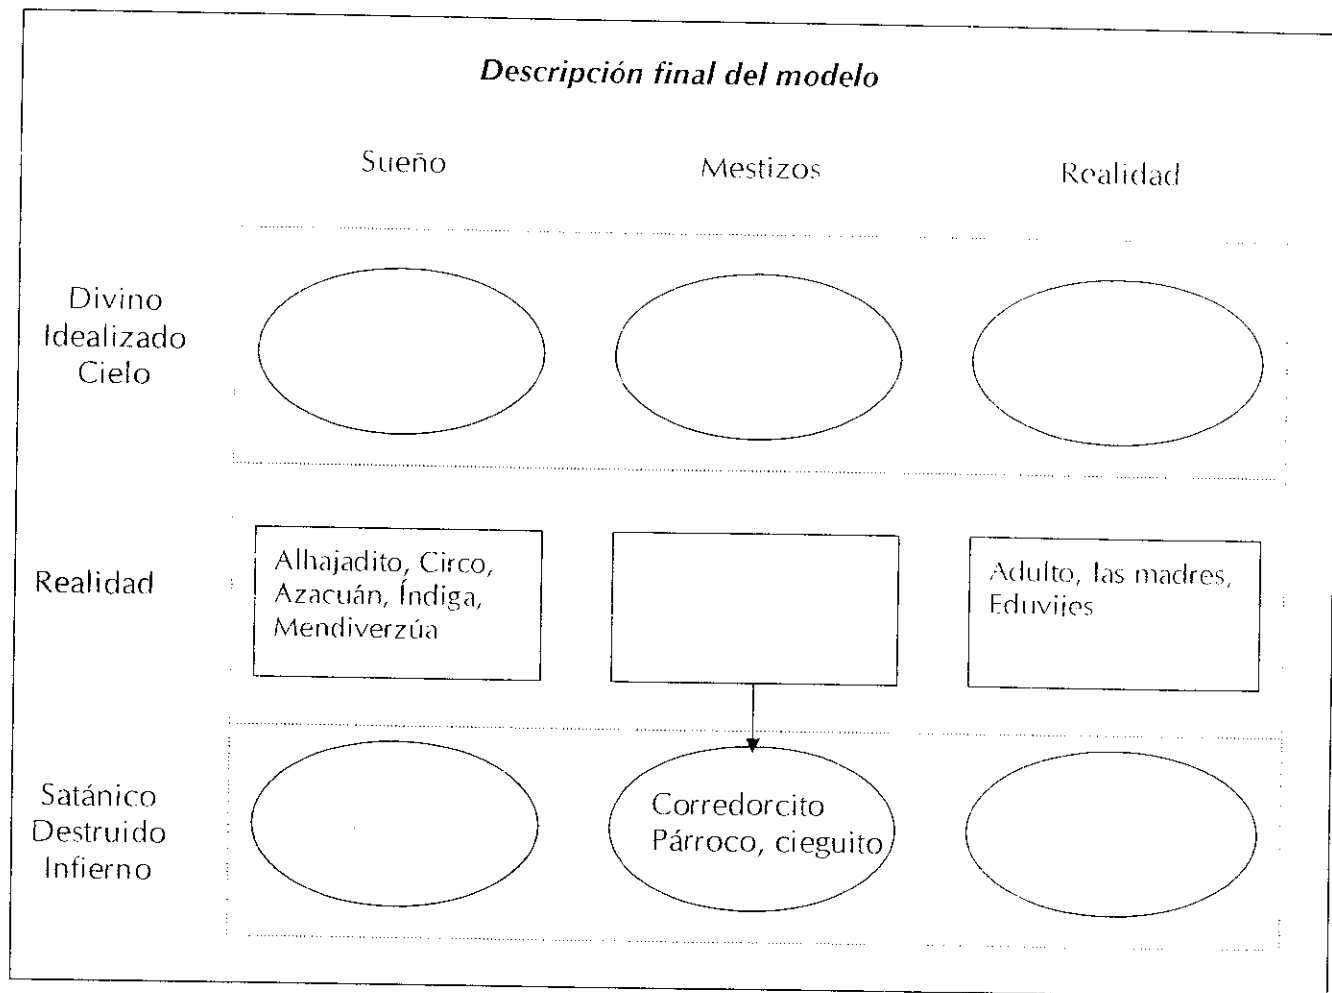 Descripción final del modelo
Sueño
Mestizos
Realidad
Divino
Idealizado
Cielo
Realidad
Alhajadito, Circo,
Azacuán, Índiga,
Mendiverzúa
Adulto, las madres,
Eduvijes
Satánico
Destruido
Infierno
Corredorcito
Párroco, cieguito